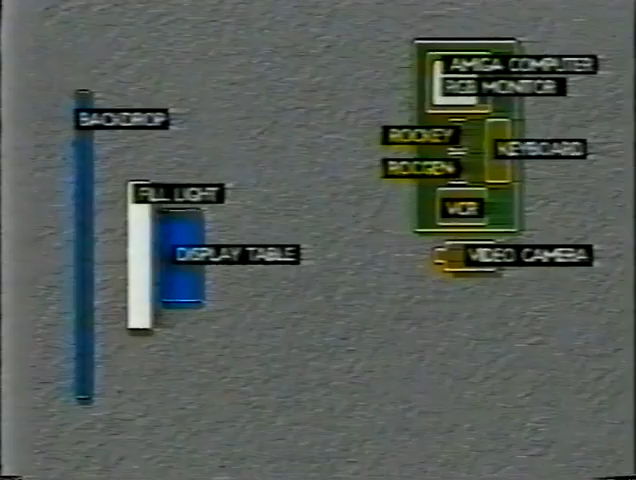 AMIGA COMPUTER
RGB MONITOR
BACKDROP
ROCKEY
KEYBOARD
ROCGEN
FILL LIGHT
VCR
DISPLAY TABLE
VIDEO CAMERA